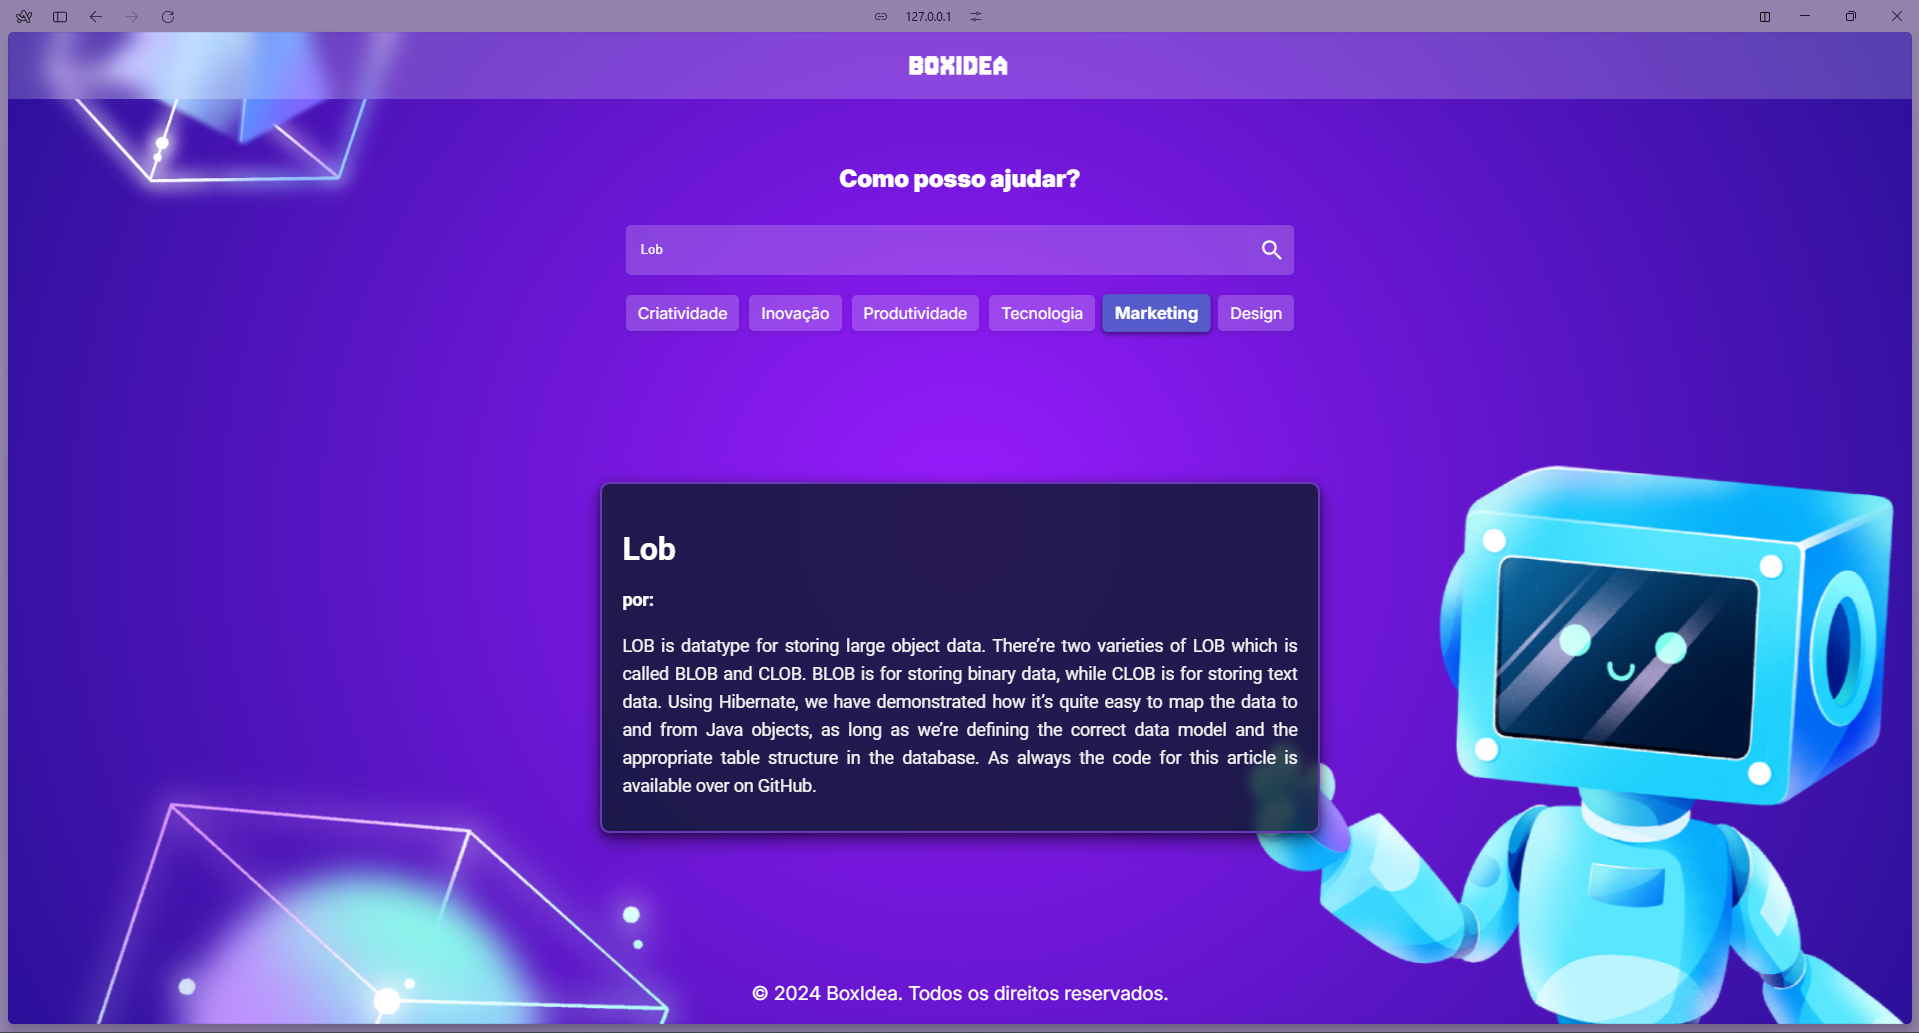 127.0.0.1
BOXIDEA
Como posso ajudar?
Lob
Criatividade Inovação Produtividade Tecnologia Marketing Design
Lob
por:
LOB is datatype for storing large object data. There’re two varieties of LOB which is
called BLOB and CLOB. BLOB is for storing binary data, while CLOB is for storing text
data. Using Hibernate, we have demonstrated how it’s quite easy to map the data to
and from Java objects, as long as we’re defining the correct data model and the
appropriate table structure in the database. As always the code for this article is
available over on GitHub.
© 2024 BoxIdea. Todos os direitos reservados.